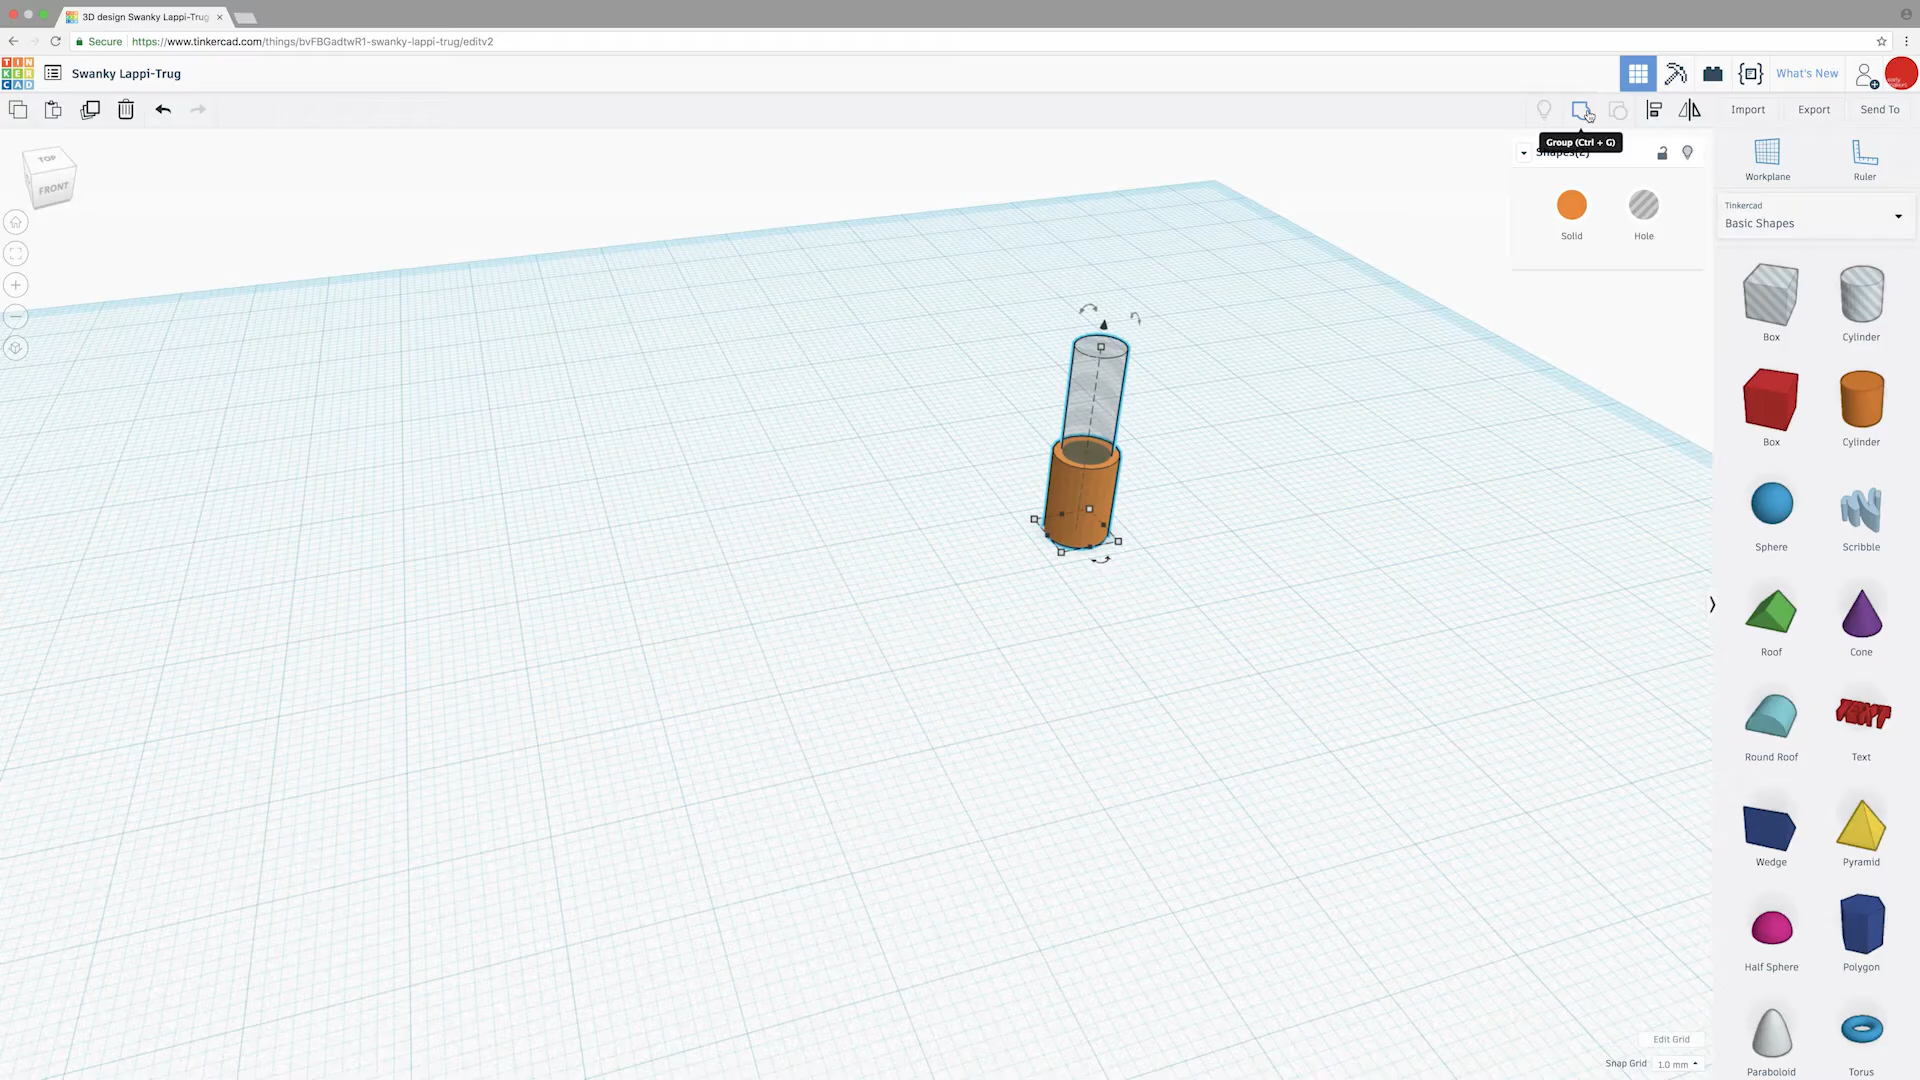 3D design Swanky Lappi-Trug
Secure
https://www.tinkercad.com/things/bvFBGadtwR1-swanky-lappi-trug/editv2
TIN
KER
CAD
Swanky Lappi-Trug
What's New
Import
Export
Send To
Group (Ctrl + G)
Shapes(2)
TOP
FRONT
Solid
Hole
Workplane
Ruler
Tinkercad
Basic Shapes
Box
Cylinder
Box
Cylinder
Sphere
Scribble
Roof
Cone
Round Roof
TEXT
Text
Wedge
Pyramid
Half Sphere
Polygon
Paraboloid
Torus
Edit Grid
Snap Grid
1.0 mm